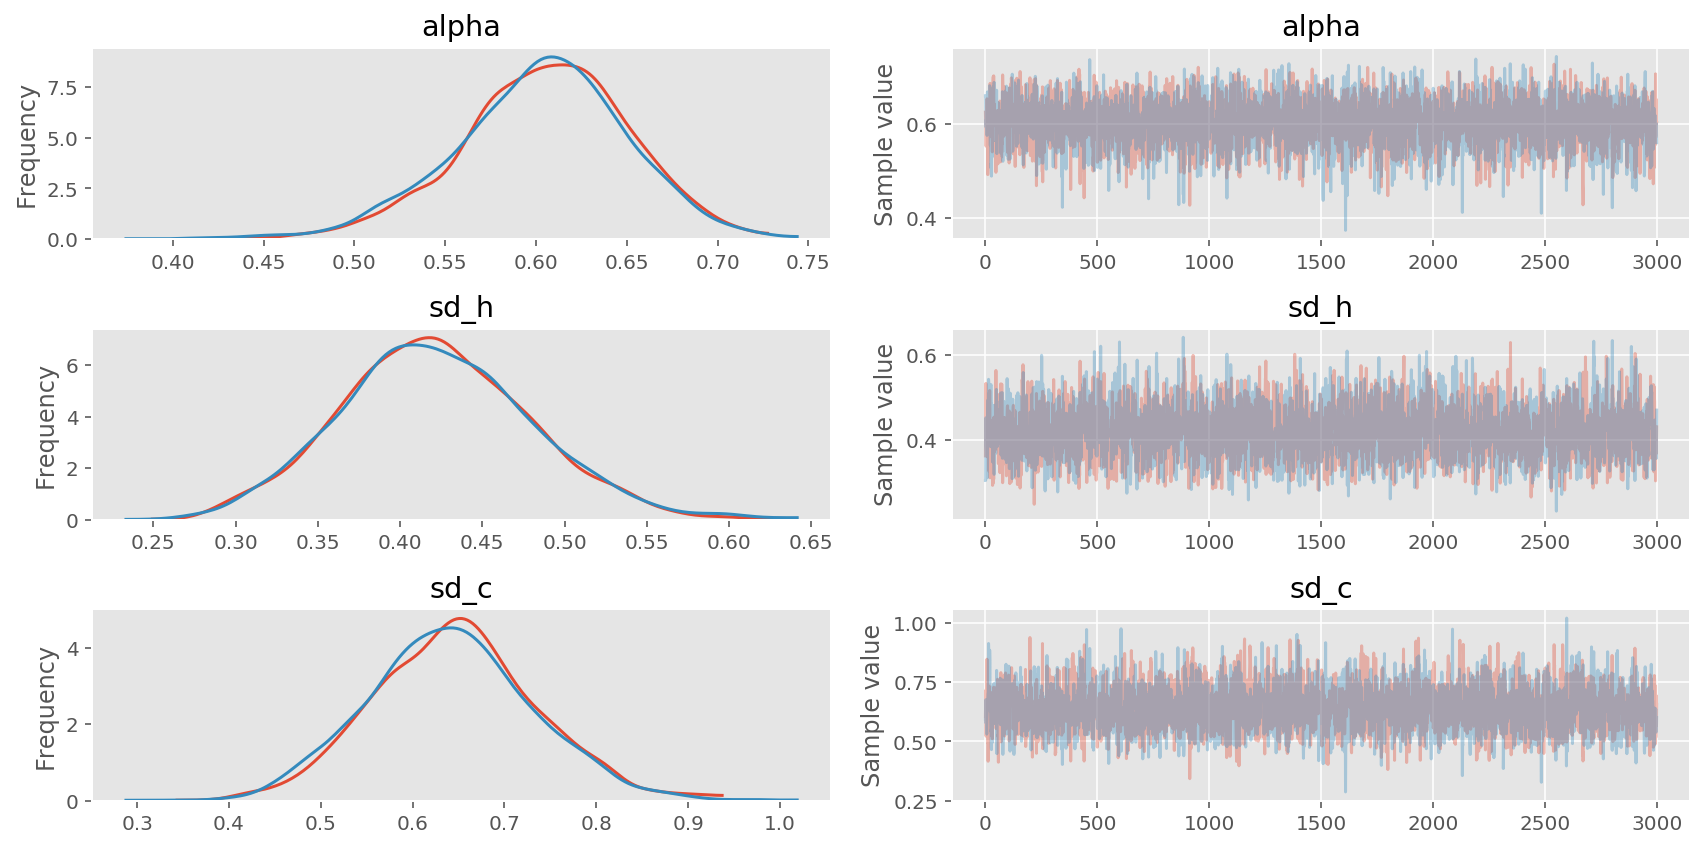 alpha
Frequency
7.5
5.0
2.5
0.0
0.40 0.45 0.50 0.55 0.60 0.65 0.70 0.75
alpha
Sample value
0.6
0.4
0 500 1000 1500 2000 2500 3000
sd_h
Frequency
6
4
2
0
0.25 0.30 0.35 0.40 0.45 0.50 0.55 0.60 0.65
sd_h
Sample value
0.6
0.4
0 500 1000 1500 2000 2500 3000
sd_c
Frequency
4
2
0
0.3 0.4 0.5 0.6 0.7 0.8 0.9 1.0
sd_c
Sample value
1.00
0.75
0.50
0.25
0 500 1000 1500 2000 2500 3000